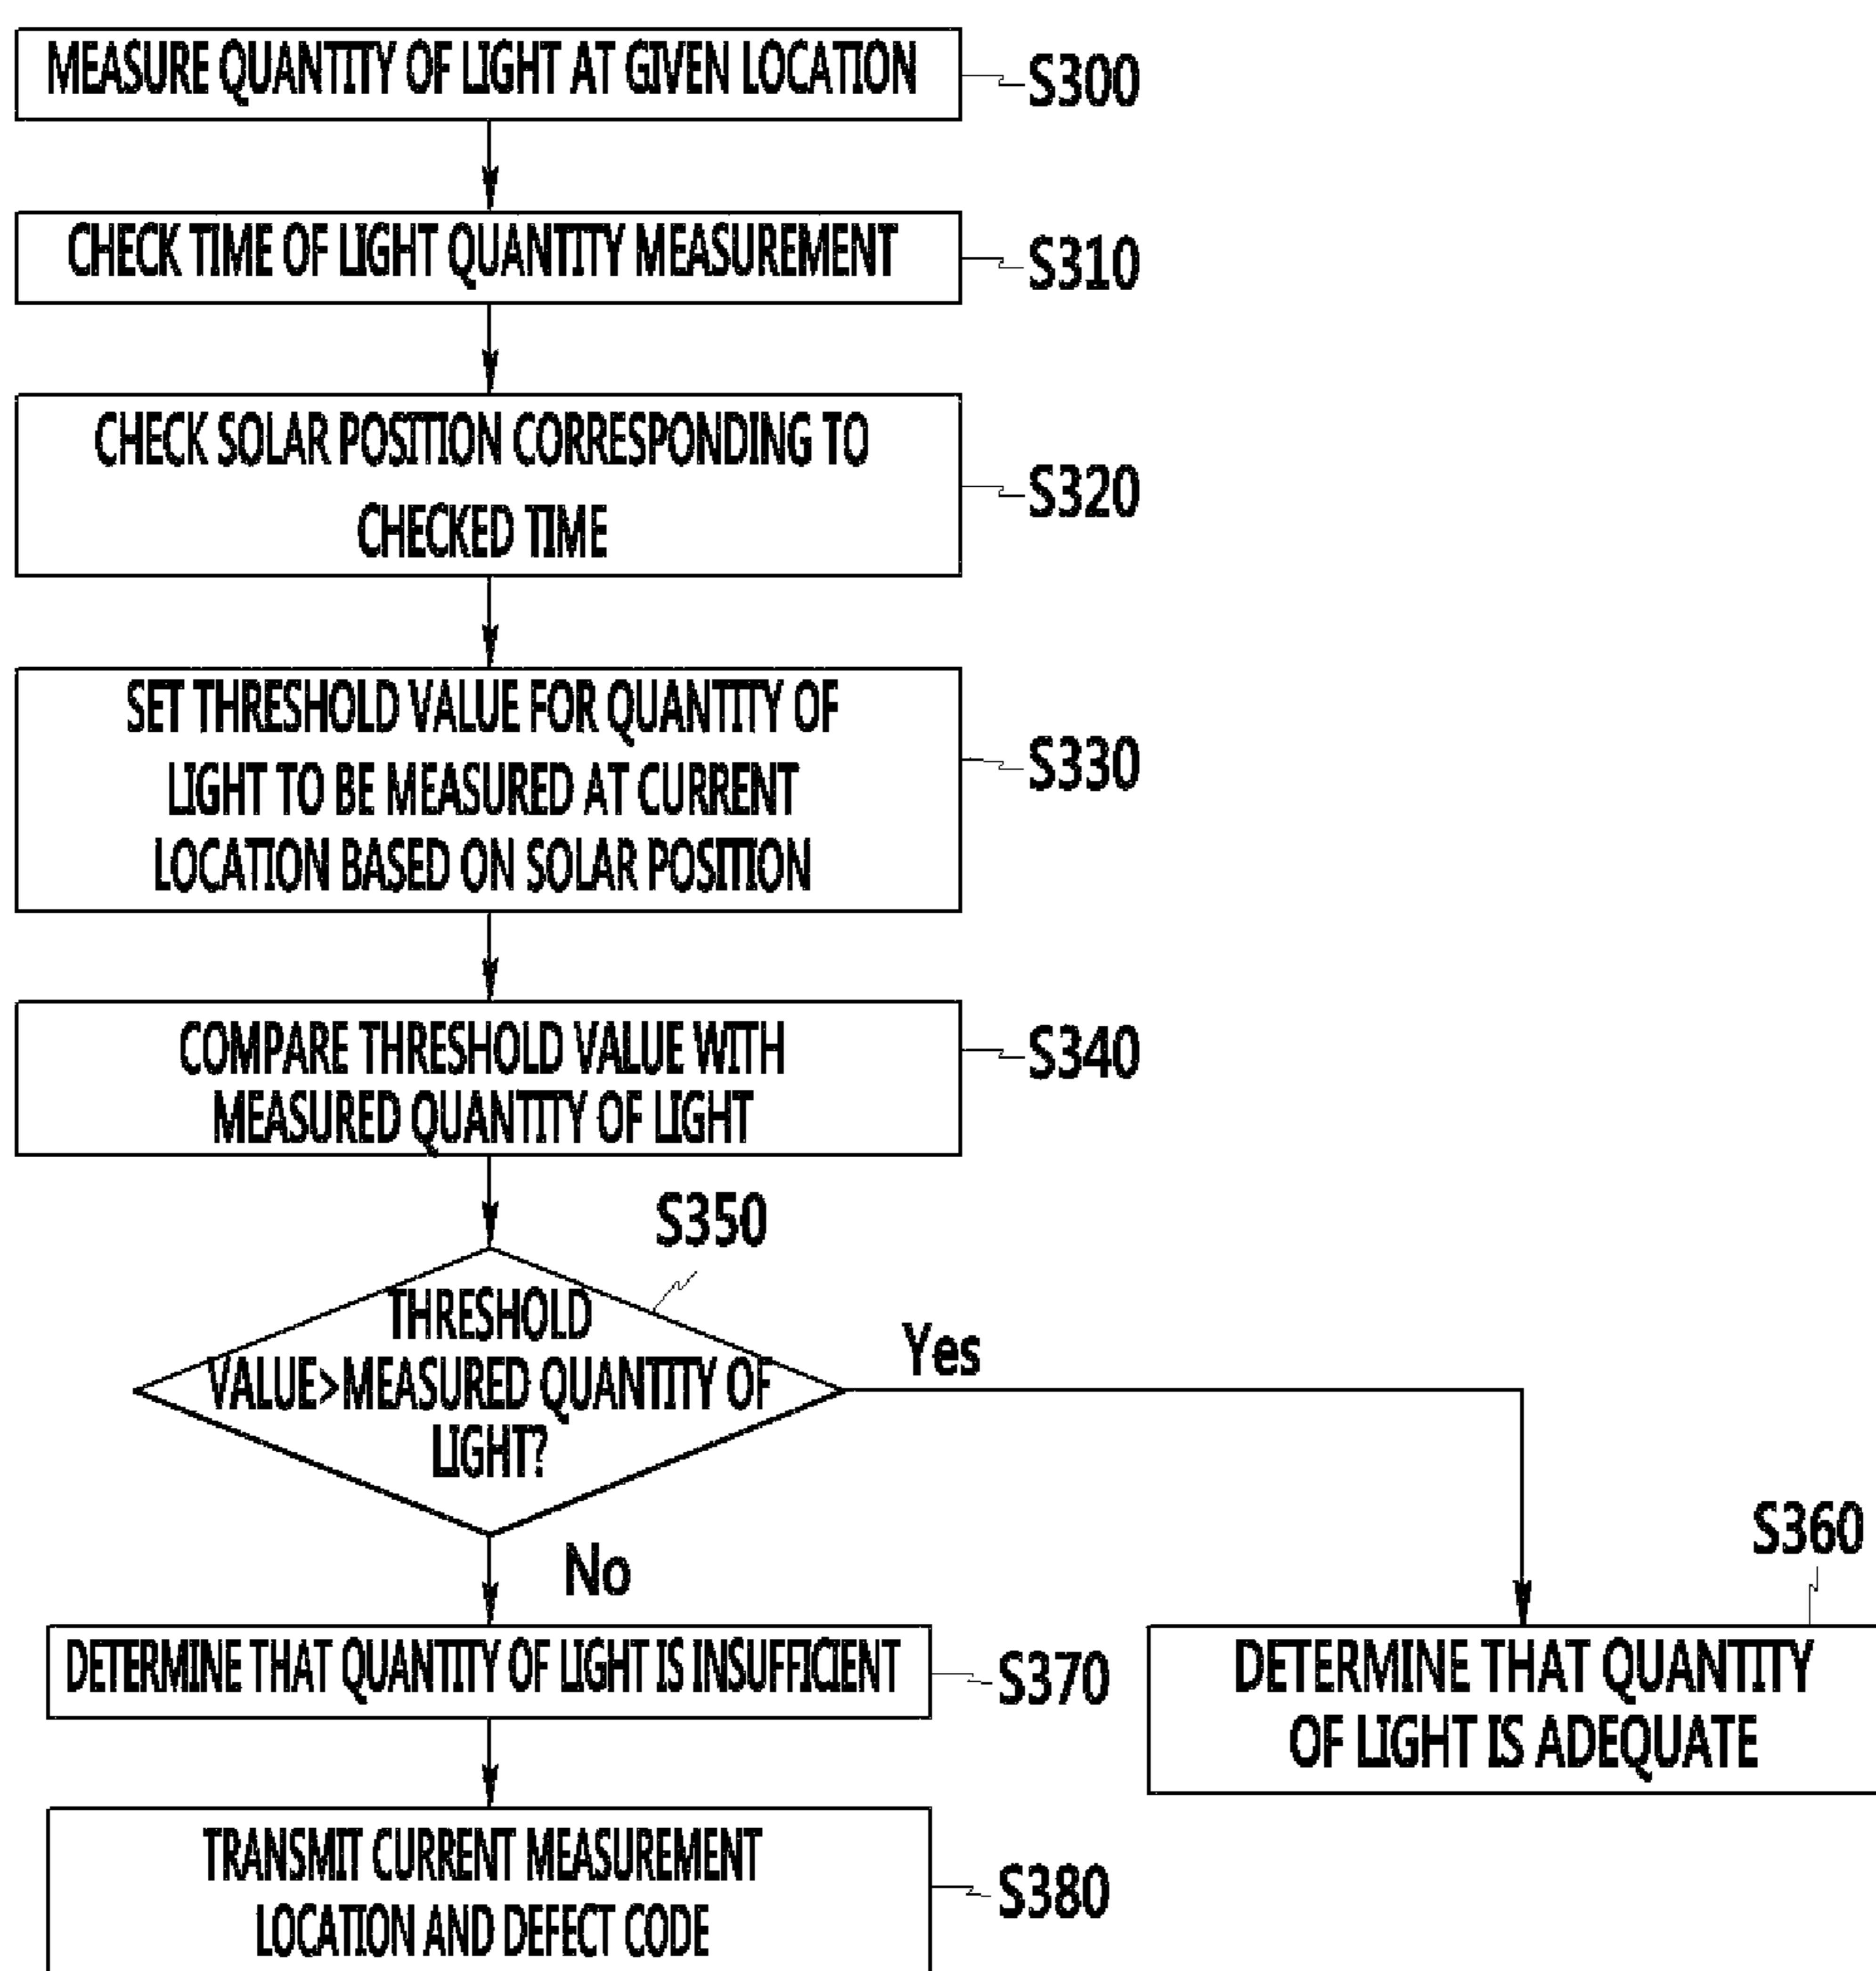 MEASURE QUANTITY OF LIGHT AT GIVEN LOCATION
S300
CHECK TIME OF LIGHT QUANTITY MEASUREMENT
S310
CHECK SOLAR POSITION CORRESPONDING TO
CHECKED TIME
S320
SET THRESHOLD VALUE FOR QUANTITY OF
LIGHT TO BE MEASURED AT CURRENT
LOCATION BASED ON SOLAR POSITION
S330
COMPARE THRESHOLD VALUE WITH
MEASURED QUANTITY OF LIGHT
S340
S350
THRESHOLD
VALUE>MEASURED QUANTITY OF
LIGHT?
Yes
No
S360
DETERMINE THAT QUANTITY
OF LIGHT IS ADEQUATE
DETERMINE THAT QUANTITY OF LIGHT IS INSUFFICIENT
S370
TRANSMIT CURRENT MEASUREMENT
LOCATION AND DEFECT CODE
S380